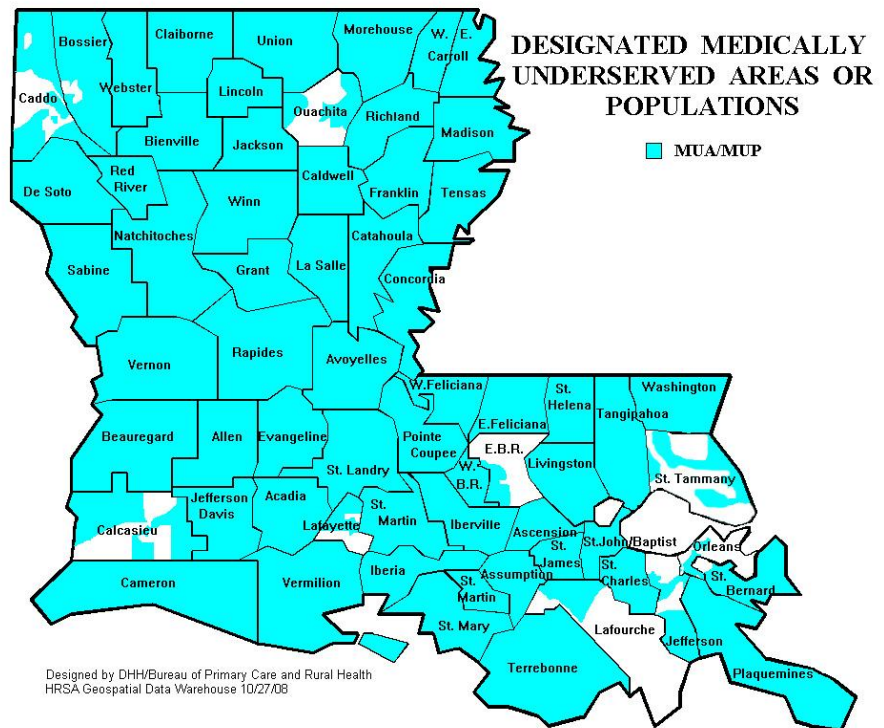 DESIGNATED MEDICALLY
UNDERSERVED AREAS OR
POPULATIONS
MUA/MUP
Caddo
Bossier
Webster
Claiborne
Lincoln
Union
Morehouse
W.
Carroll
E.
Ouachita
Richland
Madison
Bienville
Jackson
De Soto
Red
River
Caldwell
Franklin
Tensas
Winn
Natchitoches
Sabine
Grant
La Salle
Catahoula
Concordia
Vernon
Rapides
Avoyelles
W.Feliciana
E.Feliciana
St.
Helena
Tangipahoa
Washington
Beauregard
Allen
Evangeline
St. Landry
Pointe
Coupee
W.
B.R.
E.B.R.
Livingston
St. Tammany
Calcasieu
Jefferson
Davis
Acadia
Lafayette
St.
Martin
Iberville
Ascension
St.John/Baptist
Orleans
Cameron
Vermilion
Iberia
St.
Martin
Assumption
St.
James
St.
Charles
St.
Bernard
St. Mary
Terrebonne
Lafourche
Jefferson
Plaquemines
Designed by DHH/Bureau of Primary Care and Rural Health
HRSA Geospatial Data Warehouse 10/27/08